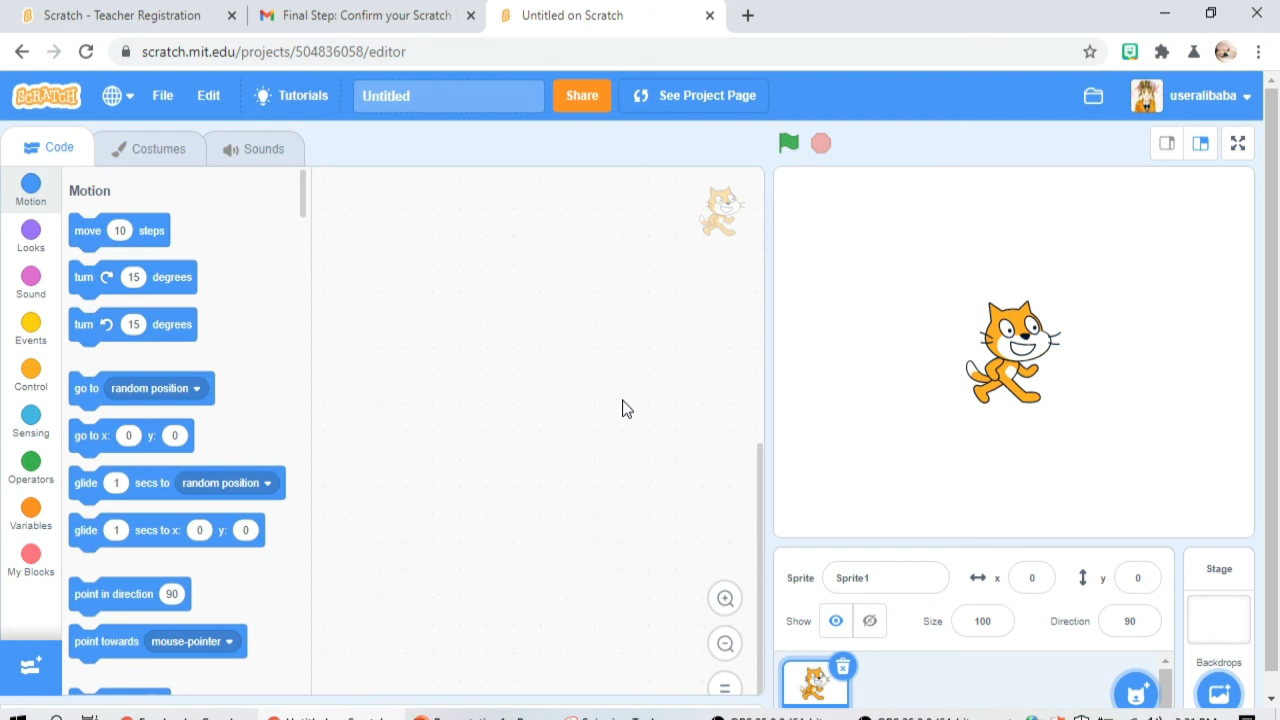 Scratch - Teacher Registration
Final Step: Confirm your Scratch T
Untitled on Scratch
scratch.mit.edu/projects/504836058/editor
SCRATCH
File
Edit
Tutorials
Untitled
Share
See Project Page
useralibaba
Code
Costumes
Sounds
Motion
Looks
Sound
Events
Control
Sensing
Operators
Variables
My Blocks
Motion
move 10 steps
turn 15 degrees
turn 15 degrees
go to random position
go to x: 0 y: 0
glide 1 secs to random position
glide 1 secs to x: 0 y: 0
point in direction 90
point towards mouse-pointer
Sprite Sprite1 x 0 y 0
Show Size 100 Direction 90
Stage
Backdrops